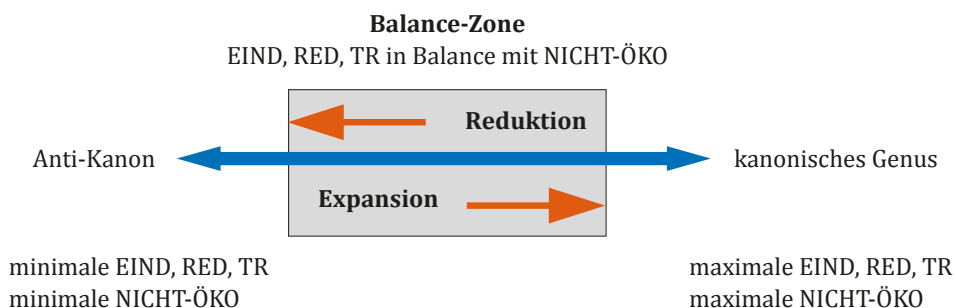 Balance-Zone
EIND, RED, TR in Balance mit NICHT-ÖKO
Reduktion
Anti-Kanon
kanonisches Genus
Expansion
minimale EIND, RED, TR
minimale NICHT-ÖKO
maximale EIND, RED, TR
maximale NICHT-ÖKO